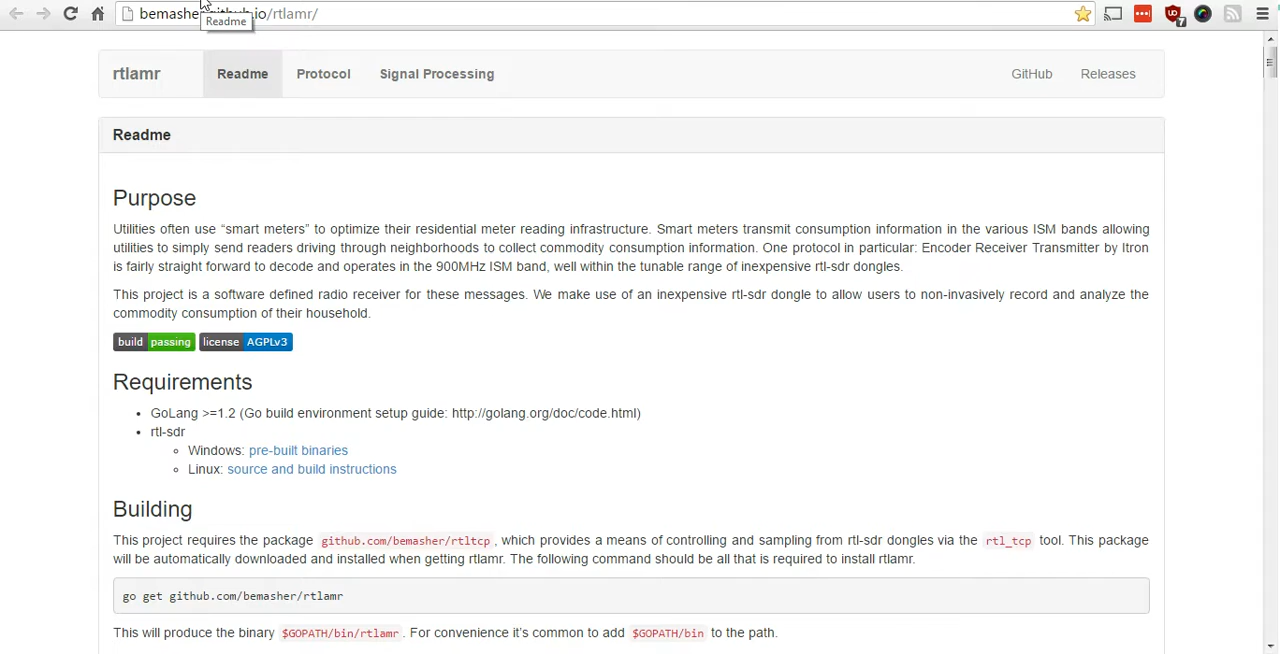 bemasher.github.io/rtlamr/
Readme
7
rtlamr Readme Protocol Signal Processing GitHub Releases
Readme
Purpose
Utilities often use “smart meters” to optimize their residential meter reading infrastructure. Smart meters transmit consumption information in the various ISM bands allowing
utilities to simply send readers driving through neighborhoods to collect commodity consumption information. One protocol in particular: Encoder Receiver Transmitter by Itron
is fairly straight forward to decode and operates in the 900MHz ISM band, well within the tunable range of inexpensive rtl-sdr dongles.
This project is a software defined radio receiver for these messages. We make use of an inexpensive rtl-sdr dongle to allow users to non-invasively record and analyze the
commodity consumption of their household.
build passing license AGPLv3
Requirements
• GoLang >=1.2 (Go build environment setup guide: http://golang.org/doc/code.html)
• rtl-sdr
◦ Windows: pre-built binaries
◦ Linux: source and build instructions
Building
This project requires the package github.com/bemasher/rtltcp, which provides a means of controlling and sampling from rtl-sdr dongles via the rtl_tcp tool. This package
will be automatically downloaded and installed when getting rtlamr. The following command should be all that is required to install rtlamr.
go get github.com/bemasher/rtlamr
This will produce the binary $GOPATH/bin/rtlamr. For convenience it’s common to add $GOPATH/bin to the path.